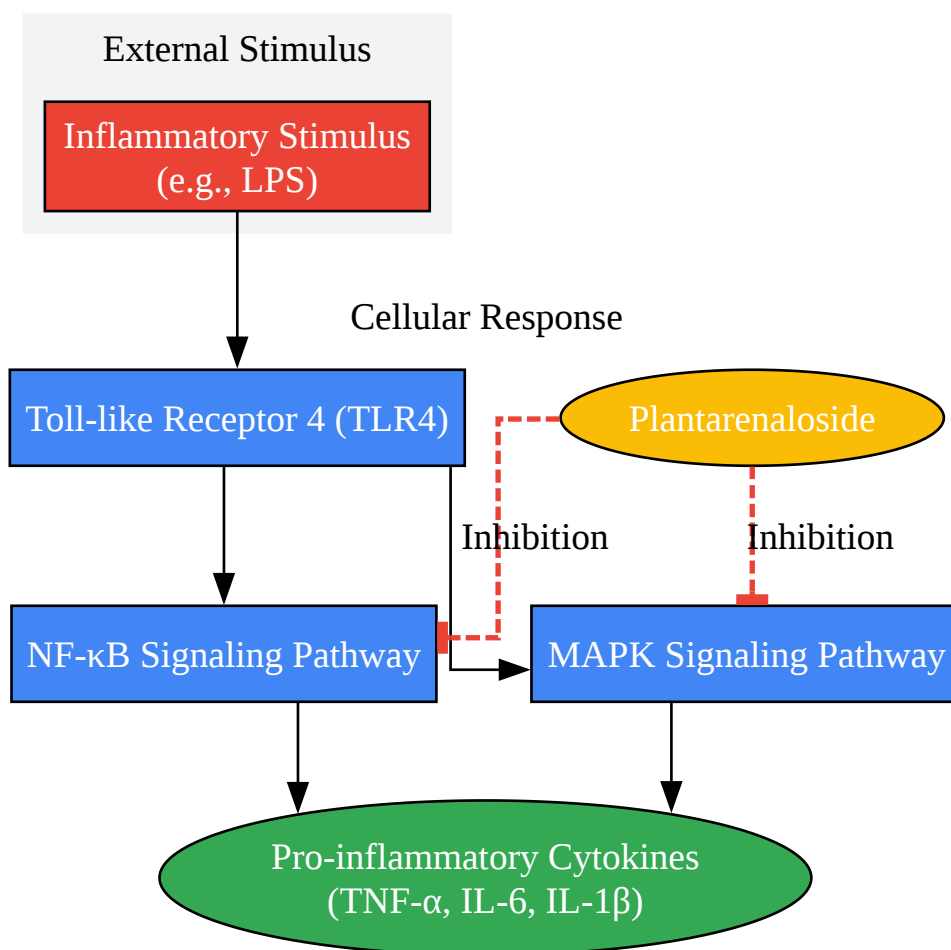 External Stimulus
Inflammatory Stimulus
(e.g., LPS)
Cellular Response
Toll-like Receptor 4 (TLR4)
Plantarenaloside
Inhibition
Inhibition
NF-κB Signaling Pathway
MAPK Signaling Pathway
Pro-inflammatory Cytokines
(TNF-α, IL-6, IL-1β)